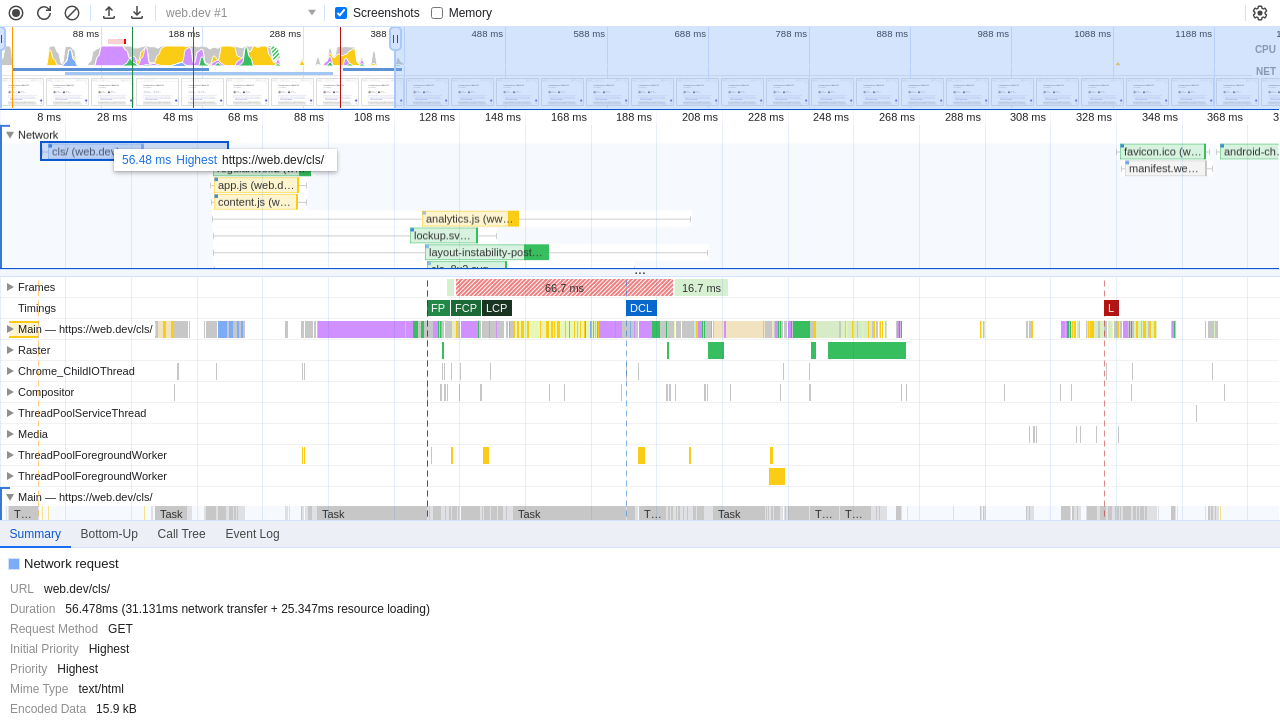 web.dev #1 Screenshots Memory
88 ms 188 ms 288 ms 388 488 ms 588 ms 688 ms 788 ms 888 ms 988 ms 1088 ms 1188 ms
CPU
NET
8 ms 28 ms 48 ms 68 ms 88 ms 108 ms 128 ms 148 ms 168 ms 188 ms 208 ms 228 ms 248 ms 268 ms 288 ms 308 ms 328 ms 348 ms 368 ms 3
Network
cls/ (web.dev favicon.ico (w… android-ch
56.48 ms Highest https://web.dev/cls/
manifest.we…
app.js (web.d…
content.js (w…
analytics.js (ww…
lockup.sv…
layout-instability-post…
...
Frames 66.7 ms 16.7 ms
Timings FP FCP LCP DCL L
Main — https://web.dev/cls/
Raster
Chrome_ChildIOThread
Compositor
ThreadPoolServiceThread
Media
ThreadPoolForegroundWorker
ThreadPoolForegroundWorker
Main — https://web.dev/cls/
T… Task Task Task T… Task T… T…
Summary Bottom-Up Call Tree Event Log
Network request
URL web.dev/cls/
Duration 56.478ms (31.131ms network transfer + 25.347ms resource loading)
Request Method GET
Initial Priority Highest
Priority Highest
Mime Type text/html
Encoded Data 15.9 kB